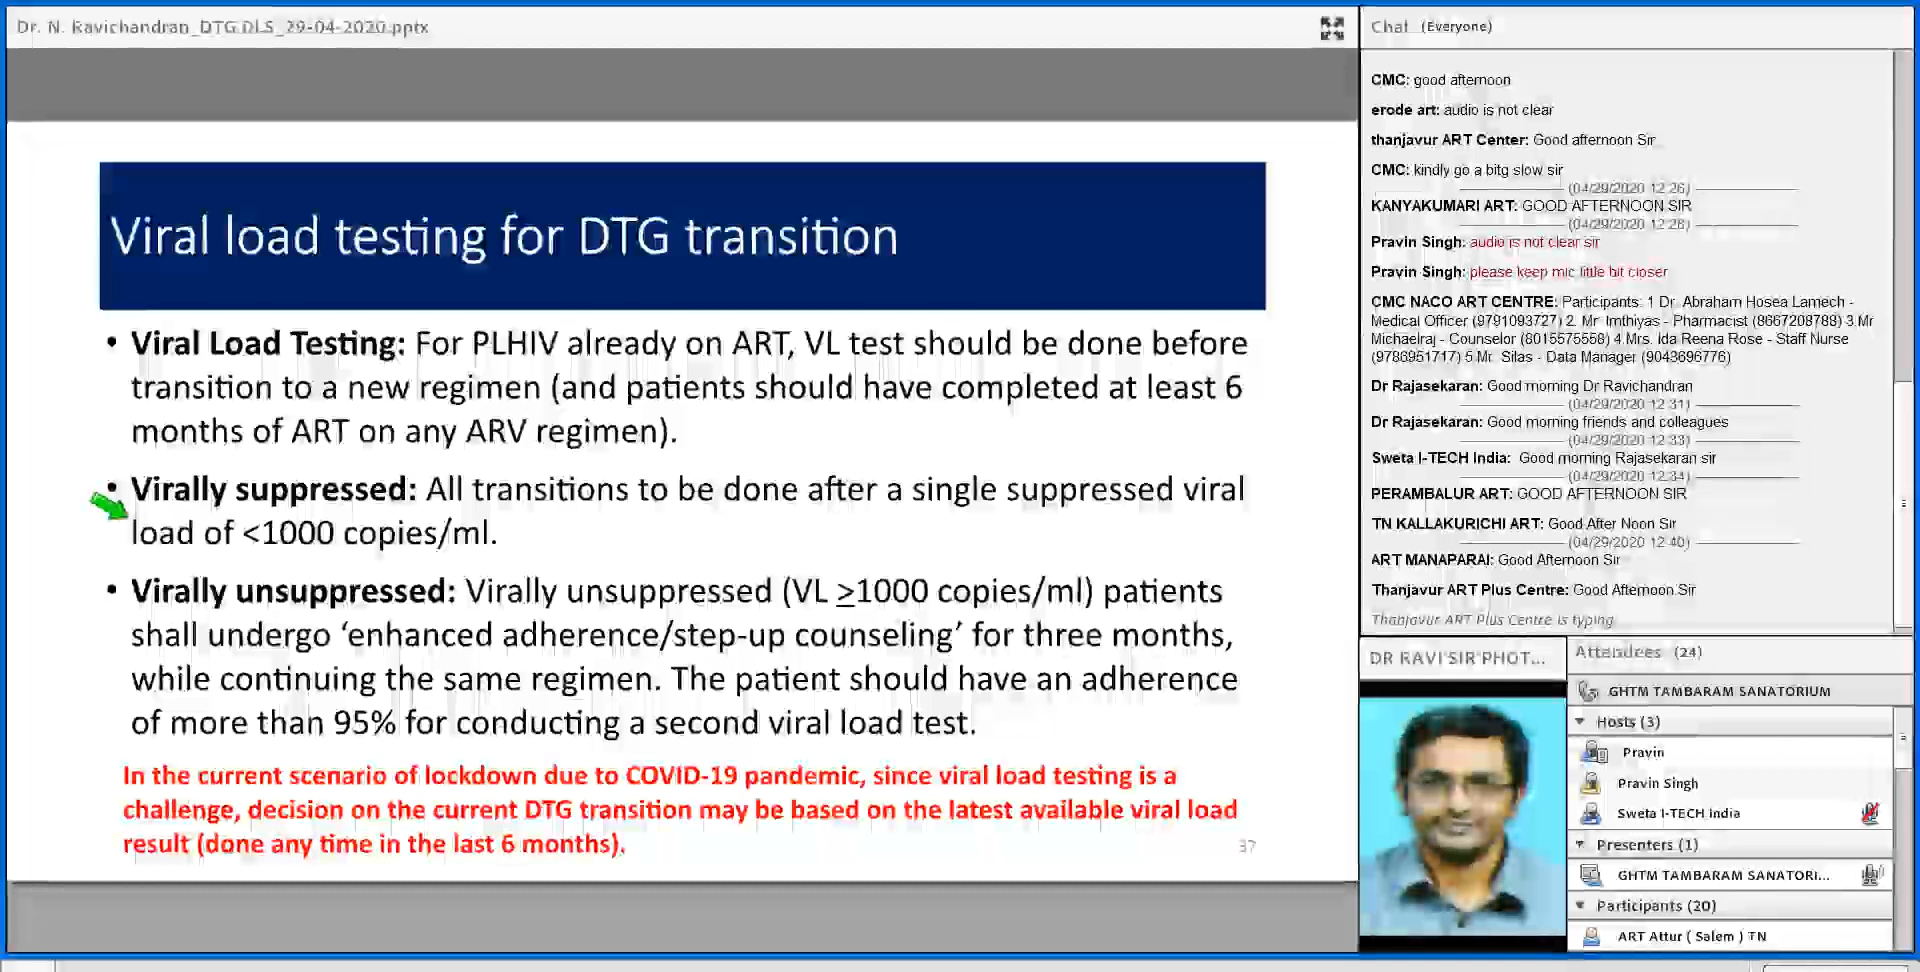 Dr. N. Ravichandran_DTG DLS_29-04-2020.pptx
Viral load testing for DTG transition
• Viral Load Testing: For PLHIV already on ART, VL test should be done before
transition to a new regimen (and patients should have completed at least 6
months of ART on any ARV regimen).
• Virally suppressed: All transitions to be done after a single suppressed viral
load of <1000 copies/ml.
• Virally unsuppressed: Virally unsuppressed (VL ≥1000 copies/ml) patients
shall undergo ‘enhanced adherence/step-up counseling’ for three months,
while continuing the same regimen. The patient should have an adherence
of more than 95% for conducting a second viral load test.
In the current scenario of lockdown due to COVID-19 pandemic, since viral load testing is a
challenge, decision on the current DTG transition may be based on the latest available viral load
result (done any time in the last 6 months).
37
Chat (Everyone)
CMC: good afternoon
erode art: audio is not clear
thanjavur ART Center: Good afternoon Sir
CMC: kindly go a bitg slow sir
(04/29/2020 12:26)
KANYAKUMARI ART: GOOD AFTERNOON SIR
(04/29/2020 12:28)
Pravin Singh: audio is not clear sir
Pravin Singh: please keep mic little bit closer
CMC NACO ART CENTRE: Participants: 1 Dr. Abraham Hosea Lamech -
Medical Officer (9791093727) 2. Mr. Imthiyas - Pharmacist (8667208788) 3.Mr
Michaelraj - Counselor (8015575558) 4.Mrs. Ida Reena Rose - Staff Nurse
(9786951717) 5.Mr. Silas - Data Manager (9043696776)
Dr Rajasekaran: Good morning Dr Ravichandran
(04/29/2020 12:31)
Dr Rajasekaran: Good morning friends and colleagues
(04/29/2020 12:33)
Sweta I-TECH India: Good morning Rajasekaran sir
(04/29/2020 12:34)
PERAMBALUR ART: GOOD AFTERNOON SIR
TN KALLAKURICHI ART: Good After Noon Sir
(04/29/2020 12:40)
ART MANAPARAI: Good Afternoon Sir
Thanjavur ART Plus Centre: Good Afternoon Sir
Thanjavur ART Plus Centre is typing
DR RAVI SIR PHOT...
Attendees (24)
GHTM TAMBARAM SANATORIUM
Hosts (3)
Pravin
Pravin Singh
Sweta I-TECH India
Presenters (1)
GHTM TAMBARAM SANATORI...
Participants (20)
ART Attur ( Salem ) TN